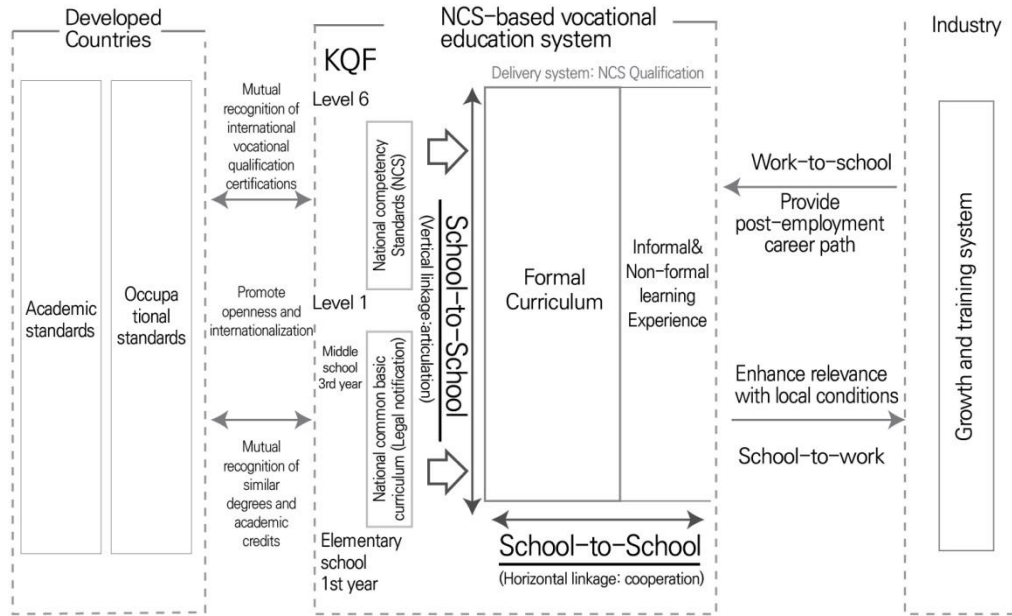 Developed
Countries
Academic
standards
Occupa
tional
standards
Mutual
recognition of
international
vocational
qualification
certifications
Promote
openness and
internationalization
Mutual
recognition of
similar
degrees and
academic
credits
NCS-based vocational
education system
KQF
Level 6
Level 1
Middle
school
3rd year
Elementary
school
1st year
National competency
Standards (NCS)
National common basic
curriculum (Legal notification)
School-to-School
(Vertical linkage:articulation)
Delivery system: NCS Qualification
Formal
Curriculum
Informal&
Non-formal
learning
Experience
School-to-School
(Horizontal linkage: cooperation)
Work-to-school
Provide
post-employment
career path
Enhance relevance
with local conditions
School-to-work
Industry
Growth and training system